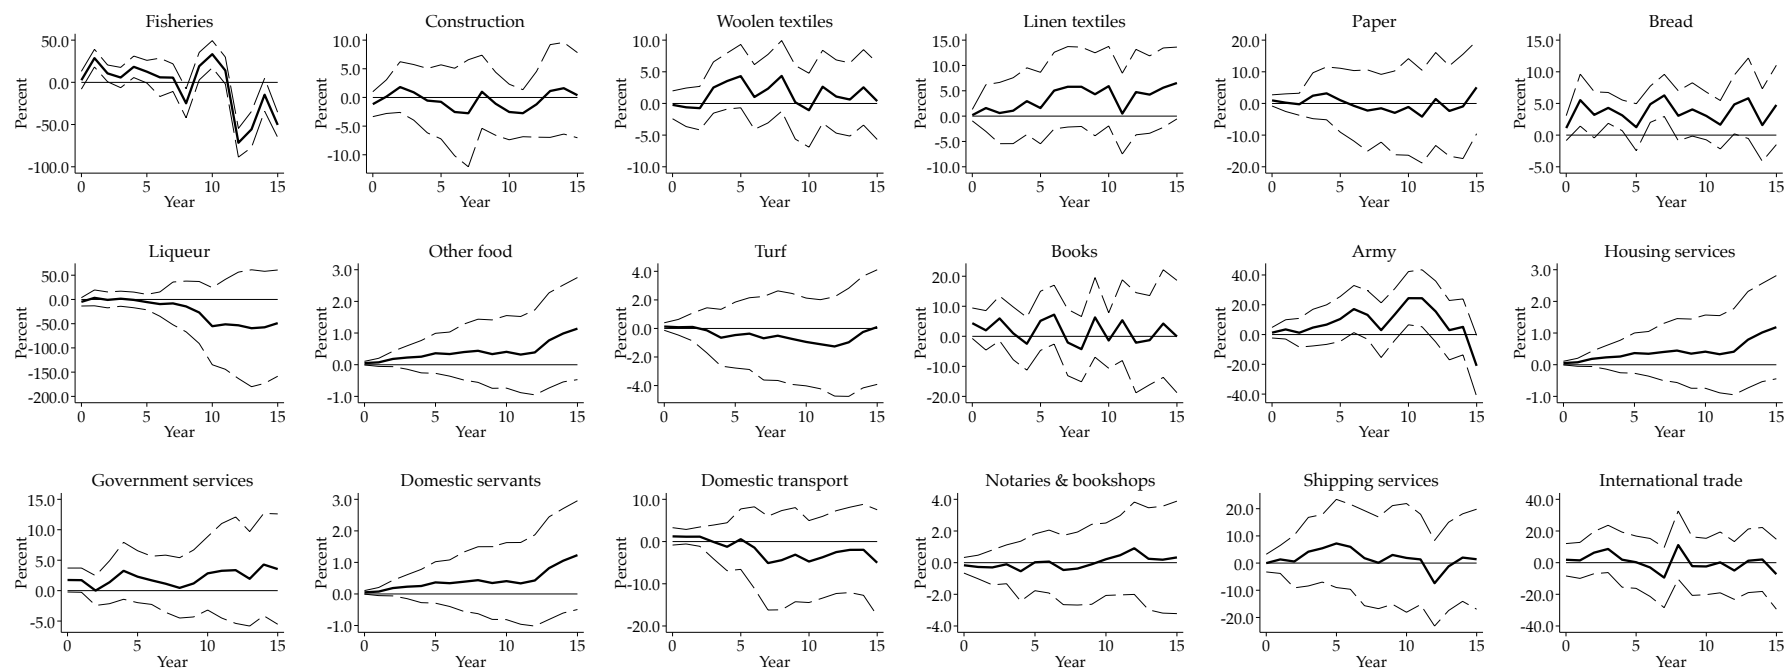 Fisheries
Percent
50.0
0.0
-50.0
-100.0
0 5 10 15
Year
Construction
Percent
10.0
5.0
0.0
-5.0
-10.0
0 5 10 15
Year
Woolen textiles
Percent
10.0
5.0
0.0
-5.0
-10.0
0 5 10 15
Year
Linen textiles
Percent
15.0
10.0
5.0
0.0
-5.0
-10.0
0 5 10 15
Year
Paper
Percent
20.0
10.0
0.0
-10.0
-20.0
0 5 10 15
Year
Bread
Percent
15.0
10.0
5.0
0.0
-5.0
0 5 10 15
Year
Liqueur
Percent
50.0
0.0
-50.0
-100.0
-150.0
-200.0
0 5 10 15
Year
Other food
Percent
3.0
2.0
1.0
0.0
-1.0
0 5 10 15
Year
Turf
Percent
4.0
2.0
0.0
-2.0
-4.0
0 5 10 15
Year
Books
Percent
20.0
10.0
0.0
-10.0
-20.0
0 5 10 15
Year
Army
Percent
40.0
20.0
0.0
-20.0
-40.0
0 5 10 15
Year
Housing services
Percent
3.0
2.0
1.0
0.0
-1.0
0 5 10 15
Year
Government services
Percent
15.0
10.0
5.0
0.0
-5.0
0 5 10 15
Year
Domestic servants
Percent
3.0
2.0
1.0
0.0
-1.0
0 5 10 15
Year
Domestic transport
Percent
10.0
0.0
-10.0
-20.0
0 5 10 15
Year
Notaries & bookshops
Percent
4.0
2.0
0.0
-2.0
-4.0
0 5 10 15
Year
Shipping services
Percent
20.0
10.0
0.0
-10.0
-20.0
0 5 10 15
Year
International trade
Percent
40.0
20.0
0.0
-20.0
-40.0
0 5 10 15
Year